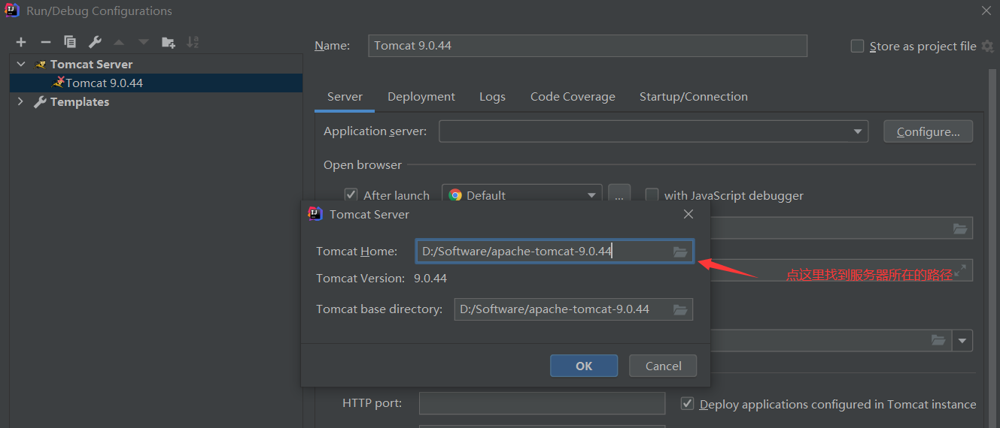 Run/Debug Configurations
Name: Tomcat 9.0.44 Store as project file
Tomcat Server
Tomcat 9.0.44
Templates
Server Deployment Logs Code Coverage Startup/Connection
Application server: Configure...
Open browser
After launch Default ... with JavaScript debugger
Tomcat Server
Tomcat Home: D:/Software/apache-tomcat-9.0.44
点这里找到服务器所在的路径
Tomcat Version: 9.0.44
Tomcat base directory: D:/Software/apache-tomcat-9.0.44
OK Cancel
HTTP port: Deploy applications configured in Tomcat instance